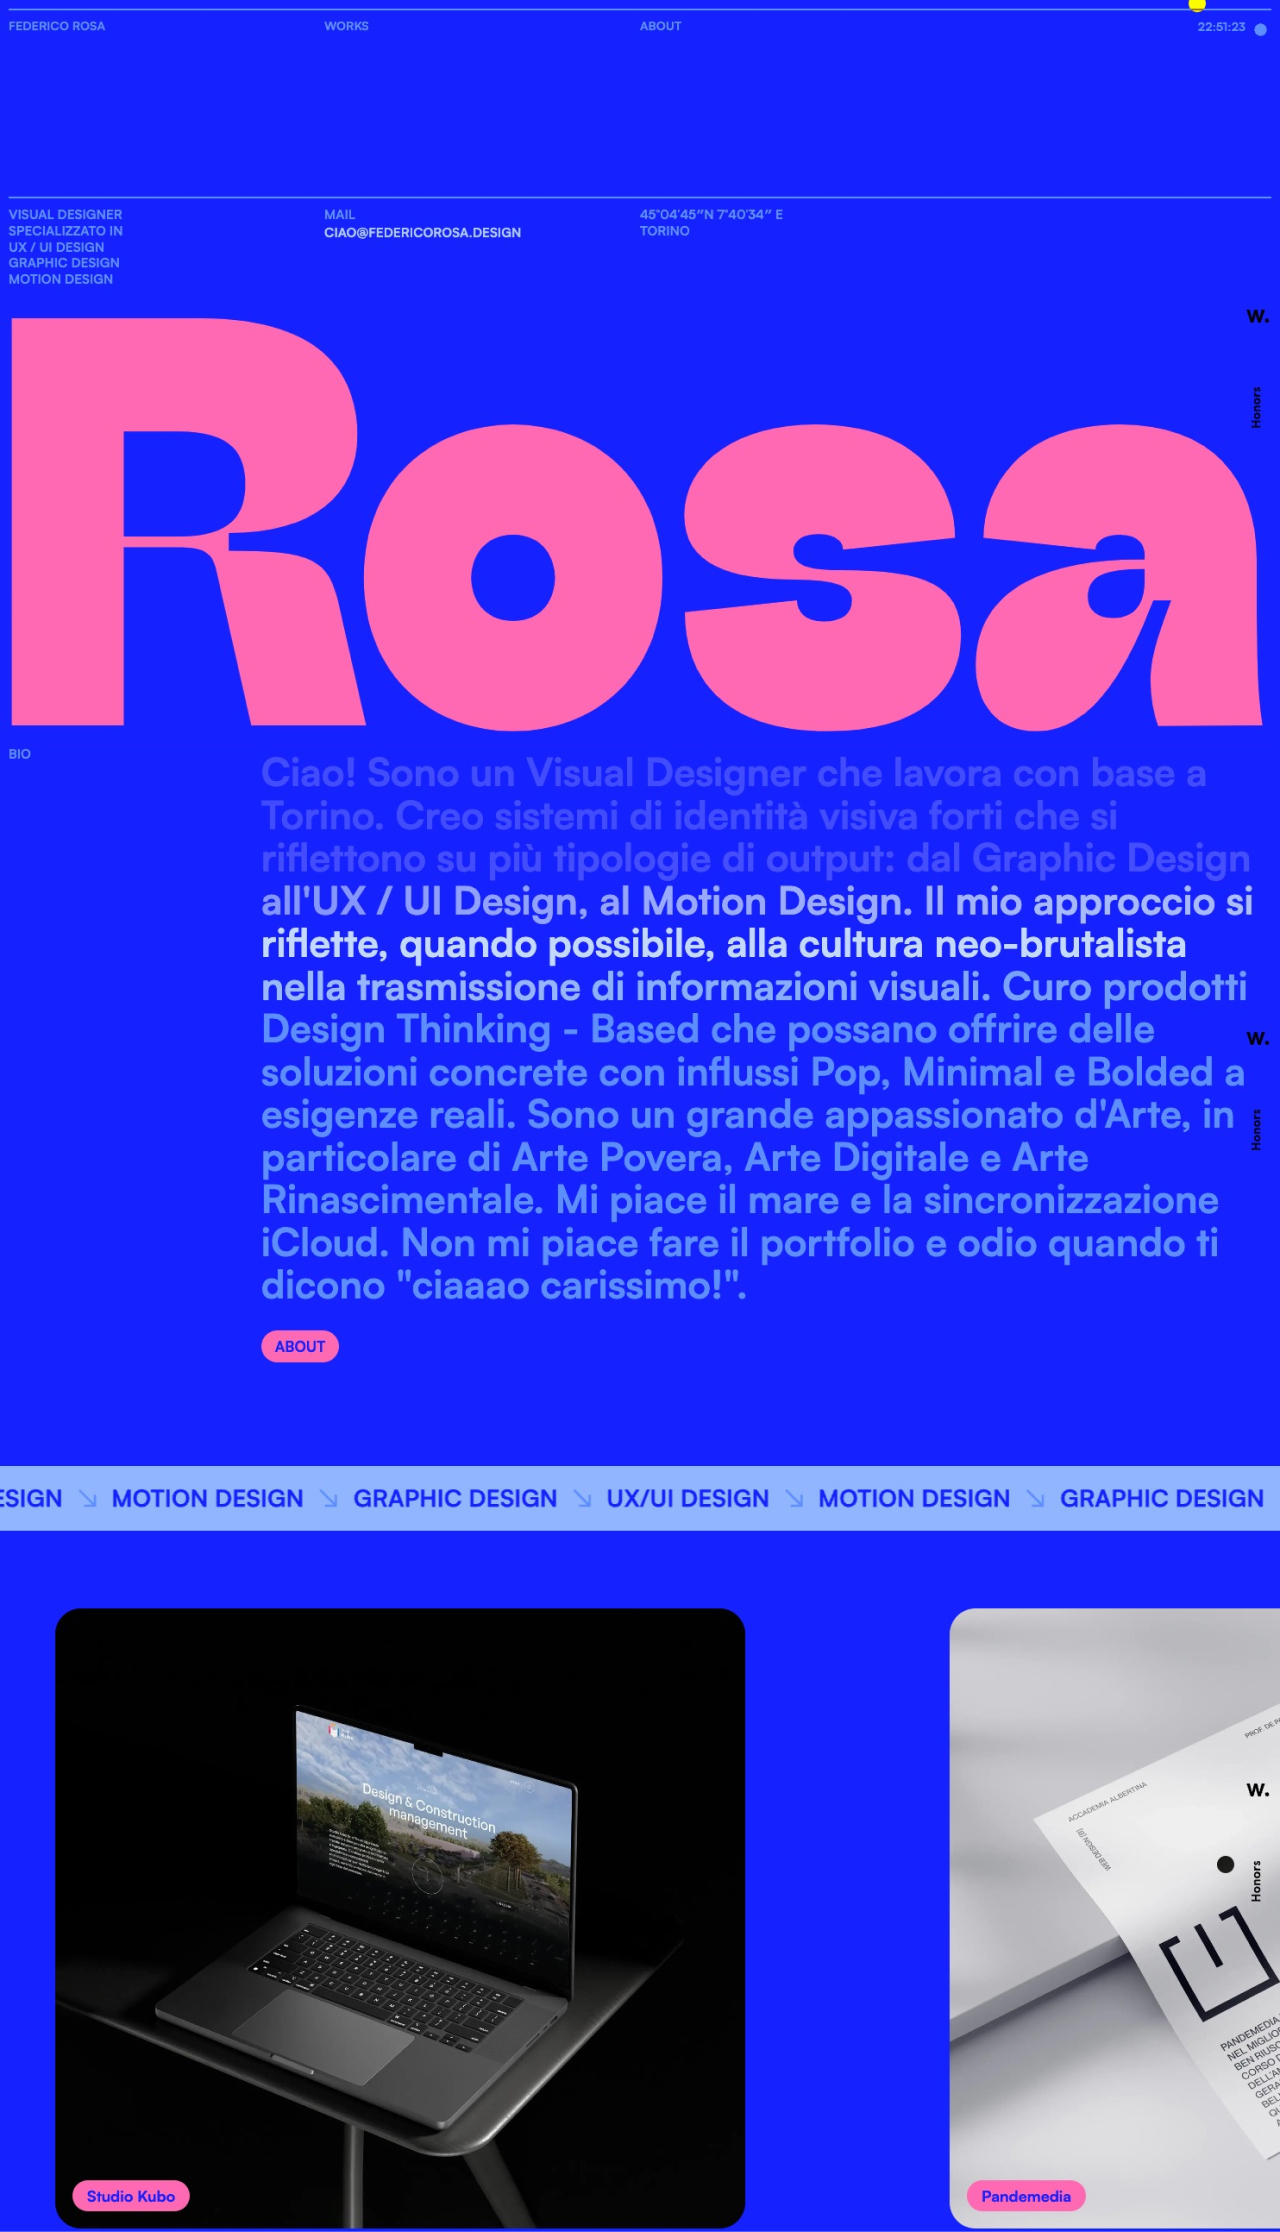 FEDERICO ROSA
WORKS
ABOUT
22:51:23
VISUAL DESIGNER
SPECIALIZZATO IN
UX / UI DESIGN
GRAPHIC DESIGN
MOTION DESIGN
MAIL
CIAO@FEDERICOROSA.DESIGN
45°04'45"N 7°40'34" E
TORINO
W.
Honors
Rosa
BIO
Ciao! Sono un Visual Designer che lavora con base a
Torino. Creo sistemi di identità visiva forti che si
riflettono su più tipologie di output: dal Graphic Design
all'UX / UI Design, al Motion Design. Il mio approccio si
riflette, quando possibile, alla cultura neo-brutalista
nella trasmissione di informazioni visuali. Curo prodotti
Design Thinking - Based che possano offrire delle
soluzioni concrete con influssi Pop, Minimal e Bolded a
esigenze reali. Sono un grande appassionato d'Arte, in
particolare di Arte Povera, Arte Digitale e Arte
Rinascimentale. Mi piace il mare e la sincronizzazione
iCloud. Non mi piace fare il portfolio e odio quando ti
dicono "ciaaao carissimo!".
W.
Honors
ABOUT
ESIGN ↘ MOTION DESIGN ↘ GRAPHIC DESIGN ↘ UX/UI DESIGN ↘ MOTION DESIGN ↘ GRAPHIC DESIGN
Design & Construction
management
Studio Kubo
PROF. DE P
ACCADEMIA ALBERTINA
WEB DESIGN
W.
Honors
PANDEMEDIA
NEL MIGLIO
BEN RIUSC
CORSO D
DELL'A
GERA
BEL
Pandemedia